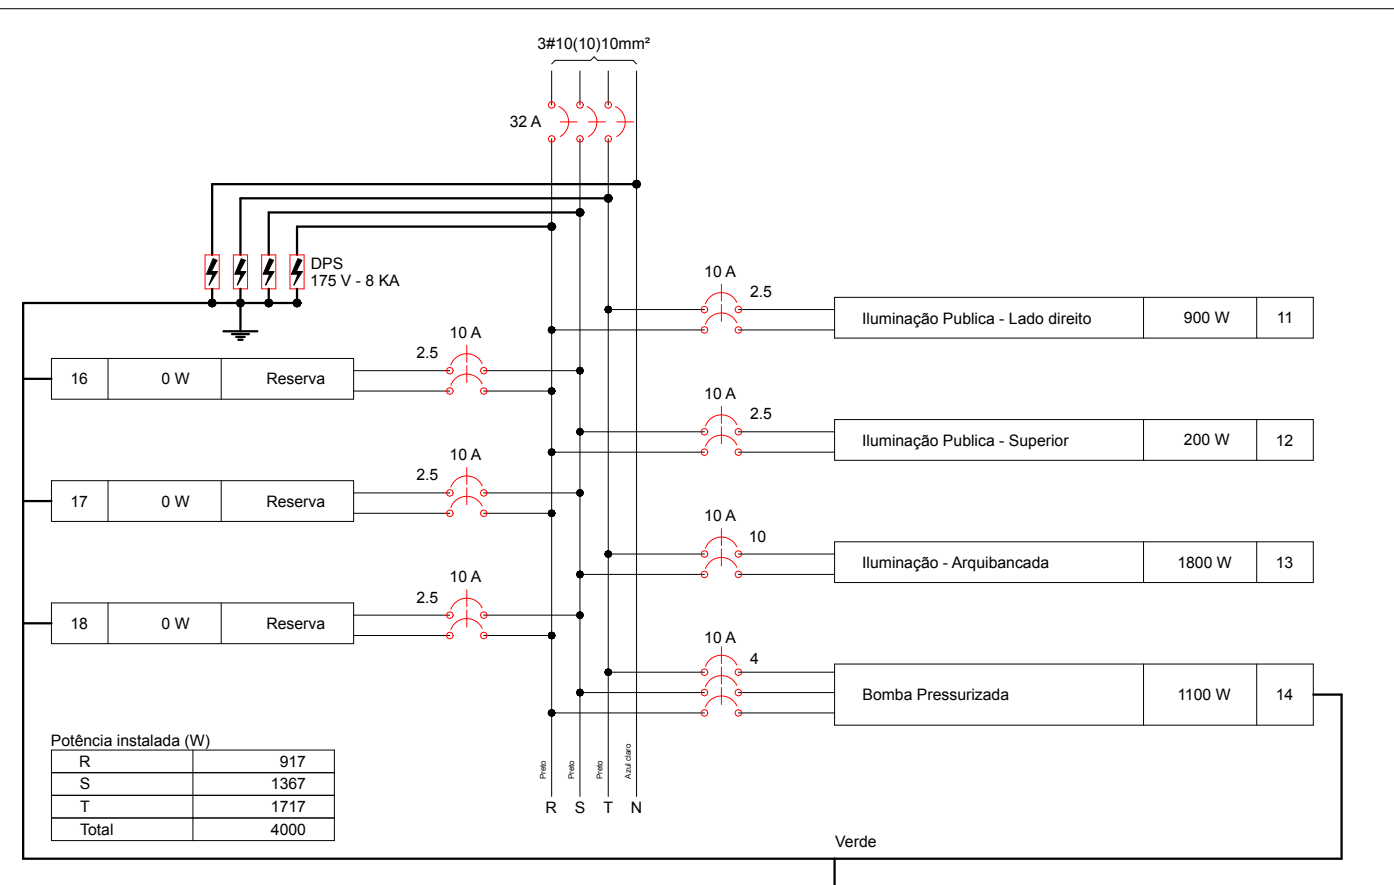 3#10(10)10mm²
32 A
DPS
175 V - 8 KA
10 A
2.5
Iluminação Publica - Lado direito 900 W 11
10 A
2.5
16 0 W Reserva
10 A
2.5
Iluminação Publica - Superior 200 W 12
10 A
2.5
17 0 W Reserva
10 A
10
Iluminação - Arquibancada 1800 W 13
10 A
2.5
18 0 W Reserva
10 A
4
Bomba Pressurizada 1100 W 14
Potência instalada (W)
R 917
S 1367
T 1717
Total 4000
Preto
Preto
Preto
Azul claro
R S T N
Verde